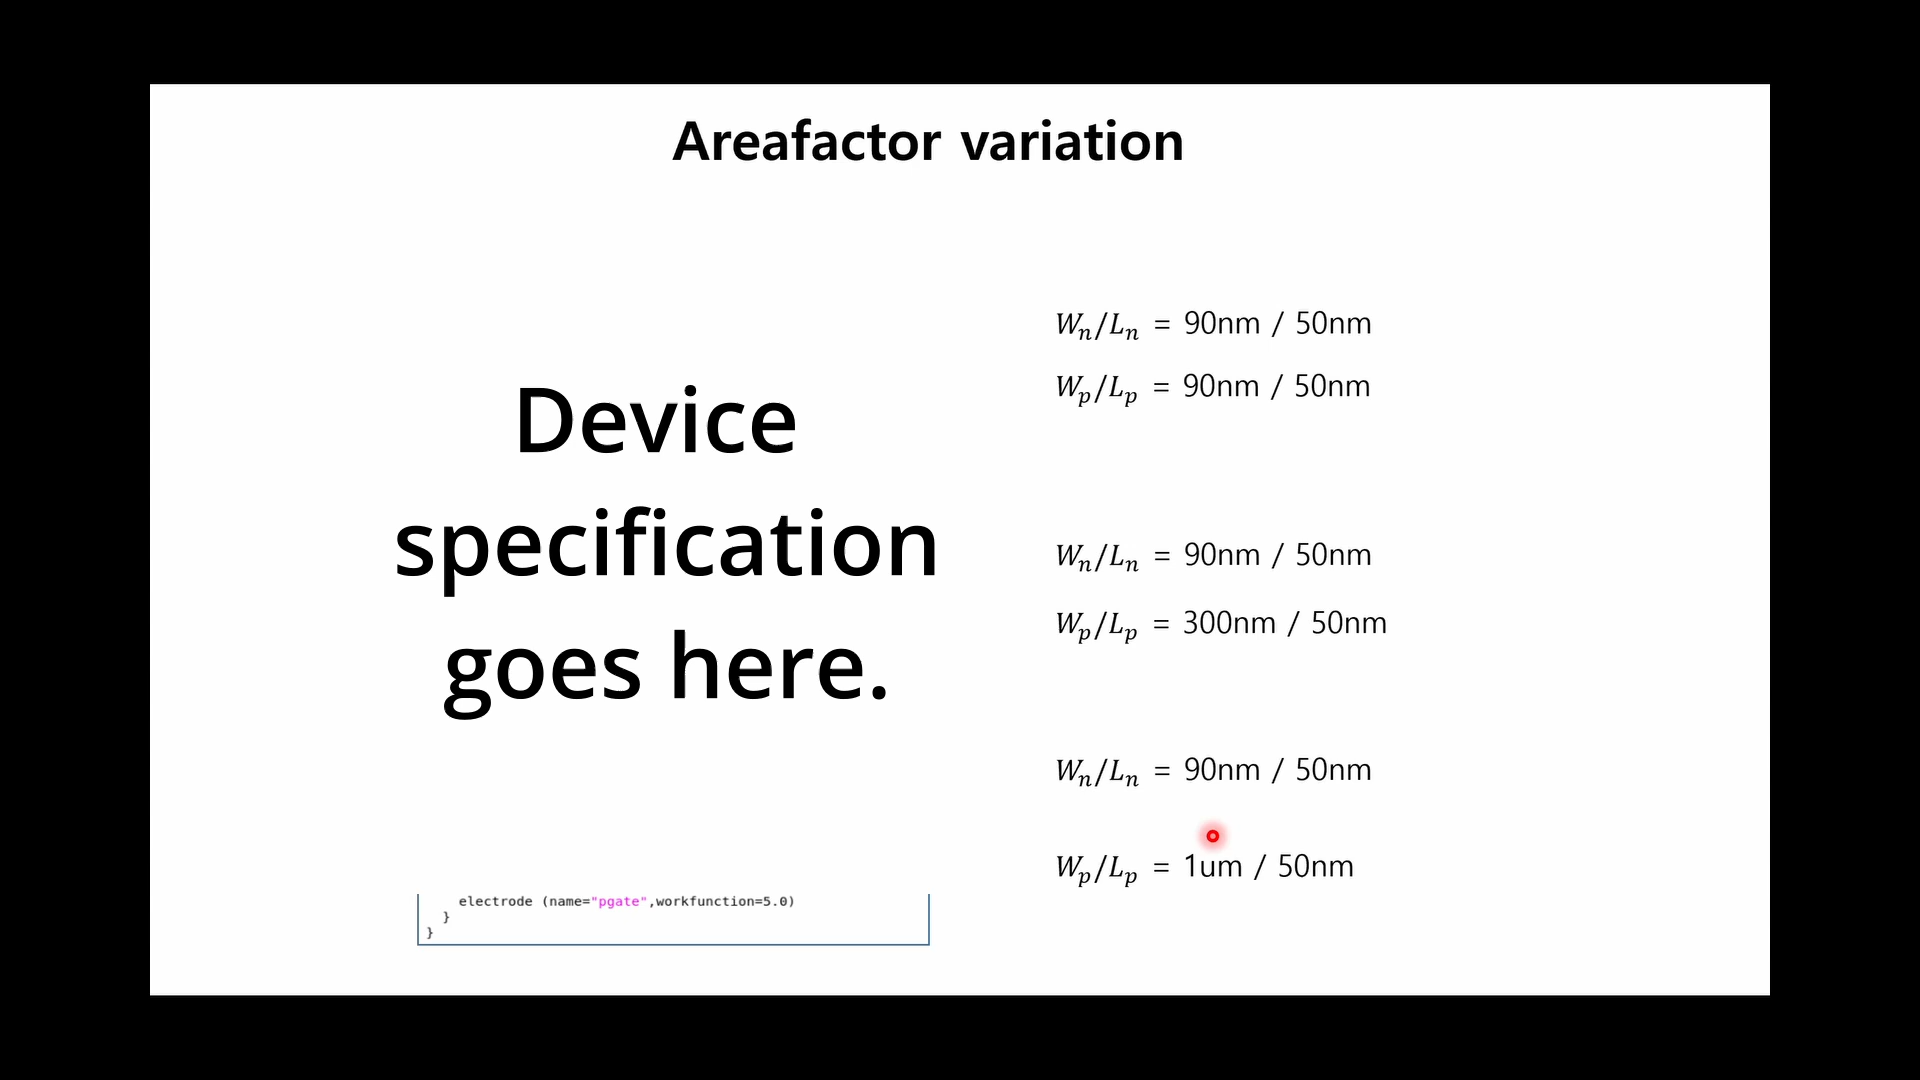 Areafactor variation
Device
specification
goes here.
electrode (name="pgate",workfunction=5.0)
}
}
Wₙ/Lₙ = 90nm / 50nm
Wₚ/Lₚ = 90nm / 50nm
Wₙ/Lₙ = 90nm / 50nm
Wₚ/Lₚ = 300nm / 50nm
Wₙ/Lₙ = 90nm / 50nm
Wₚ/Lₚ = 1um / 50nm